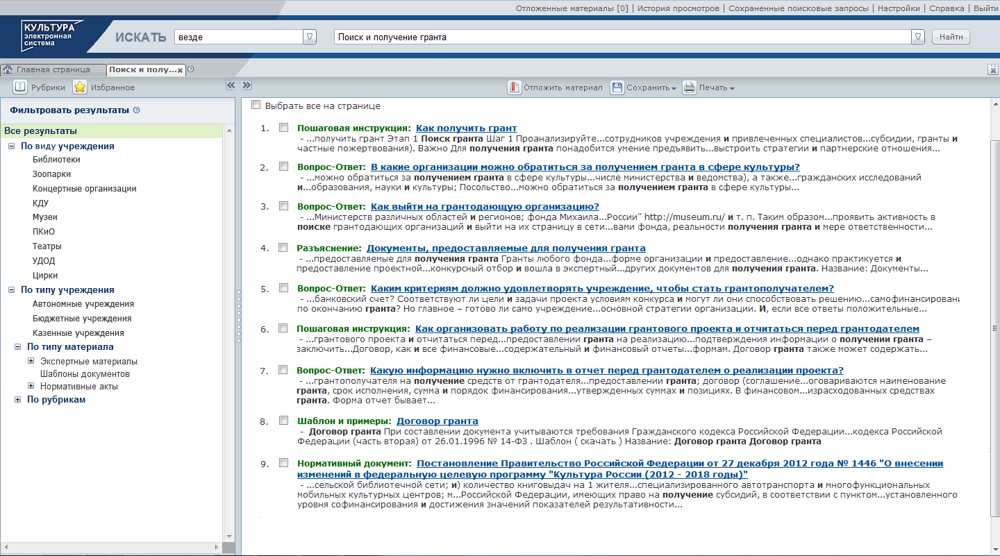 Отложенные материалы [0] | История просмотров | Сохраненные поисковые запросы | Настройки | Справка | Выйти
КУЛЬТУРА
электронная
система
ИСКАТЬ
везде
Поиск и получение гранта
Найти
Главная страница
Поиск и полу...
Рубрики
Избранное
Отложить материал
Сохранить
Печать
Фильтровать результаты
Все результаты
По виду учреждения
Библиотеки
Зоопарки
Концертные организации
КДУ
Музеи
ПКиО
Театры
УДОД
Цирки
По типу учреждения
Автономные учреждения
Бюджетные учреждения
Казенные учреждения
По типу материала
Экспертные материалы
Шаблоны документов
Нормативные акты
По рубрикам
Выбрать все на странице
1. Пошаговая инструкция: Как получить грант
- ...получить грант Этап 1 Поиск гранта Шаг 1 Проанализируйте...сотрудников учреждения и привлеченных специалистов...субсидии, гранты и
частные пожертвования). Важно Для получения гранта понадобится умение предъявить...выстроить стратегии и партнерские отношения...
2. Вопрос-Ответ: В какие организации можно обратиться за получением гранта в сфере культуры?
- ...можно обратиться за получением гранта в сфере культуры...числе министерства и ведомства), а также...гражданских исследований
и...образования, науки и культуры; Посольство...можно обратиться за получением гранта в сфере культуры...
3. Вопрос-Ответ: Как выйти на грантодающую организацию?
- ...Министерств различных областей и регионов; фонда Михаила...России" http://museum.ru/ и т. п. Таким образом...проявить активность в
поиске грантодающих организаций и выйти на их страницу в сети...вами фонда, реальности получения гранта и мере ответственности...
4. Разъяснение: Документы, предоставляемые для получения гранта
- ...предоставляемые для получения гранта Гранты любого фонда...форме организации и предоставление...однако практикуется и
предоставление проектной...конкурсный отбор и вошла в экспертный...других документов для получения гранта. Название: Документы...
5. Вопрос-Ответ: Каким критериям должно удовлетворять учреждение, чтобы стать грантополучателем?
- ...банковский счет? Соответствуют ли цели и задачи проекта условиям конкурса и могут ли они способствовать решению...самофинансировани
по окончанию гранта? Но главное – готово ли само учреждение...основной стратегии организации. И, если все ответы положительные...
6. Пошаговая инструкция: Как организовать работу по реализации грантового проекта и отчитаться перед грантодателем
- ...грантового проекта и отчитаться перед...предоставлении гранта на реализацию...подтверждения информации о получении гранта –
заключить...Договор, как и все финансовые...содержательный и финансовый отчеты...формам. Договор гранта также может содержать...
7. Вопрос-Ответ: Какую информацию нужно включить в отчет перед грантодателем о реализации проекта?
- ...грантополучателя на получение средств от грантодателя...предоставлении гранта; договор (соглашение...оговариваются наименование
гранта, срок исполнения, сумма и порядок финансирования...утвержденных суммах и позициях. В финансовом...израсходованных средствах
гранта. Форма отчет бывает...
8. Шаблон и примеры: Договор гранта
- Договор гранта При составлении документа учитываются требования Гражданского кодекса Российской Федерации...кодекса Российской
Федерации (часть вторая) от 26.01.1996 № 14-ФЗ . Шаблон ( скачать ) Название: Договор гранта Договор гранта
9. Нормативный документ: Постановление Правительство Российской Федерации от 27 декабря 2012 года № 1446 "О внесении
изменений в федеральную целевую программу "Культура России (2012 - 2018 годы)"
- ...сельской библиотечной сети; и) количество книговыдач на 1 жителя...специализированного автотранспорта и многофункциональных
мобильных культурных центров; м...Российской Федерации, имеющих право на получение субсидий, в соответствии с пунктом...установленного
уровня софинансирования и достижения значений показателей результативности...